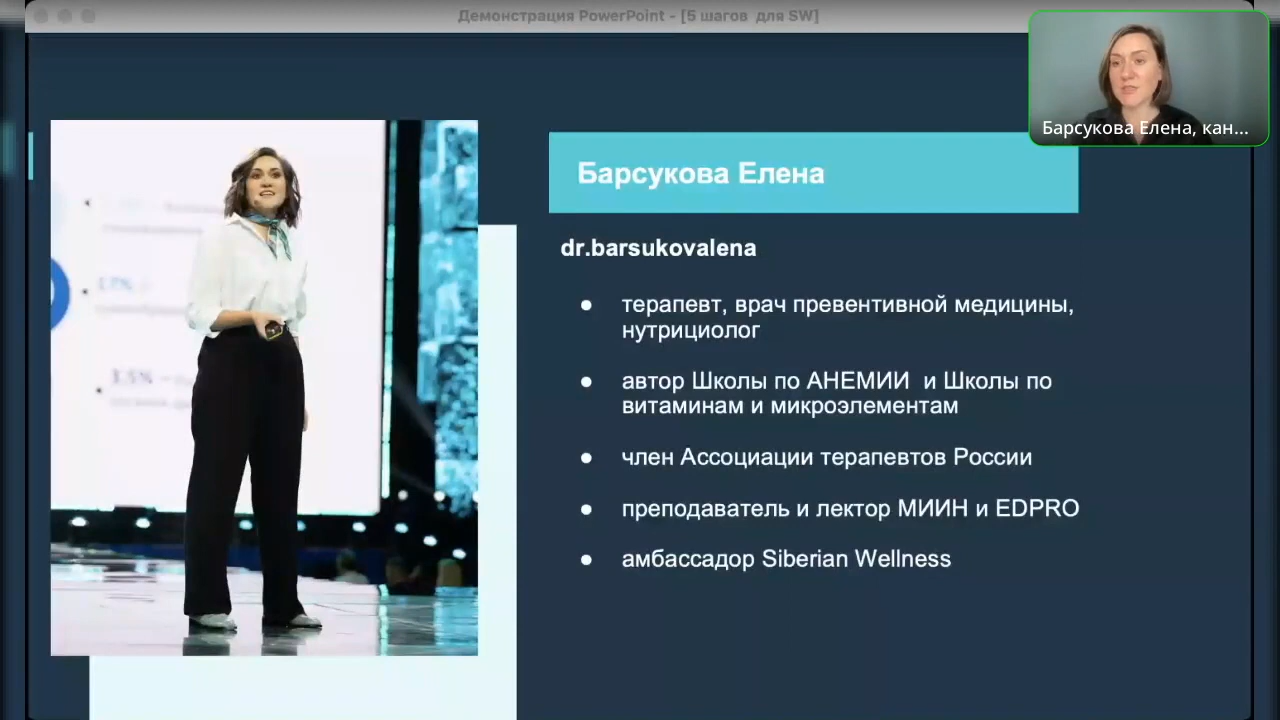 Демонстрация PowerPoint - [5 шагов для SW]
Барсукова Елена, кан...
Барсукова Елена
dr.barsukovalena
• терапевт, врач превентивной медицины,
нутрициолог
• автор Школы по АНЕМИИ и Школы по
витаминам и микроэлементам
• член Ассоциации терапевтов России
• преподаватель и лектор МИИН и EDPRO
• амбассадор Siberian Wellness